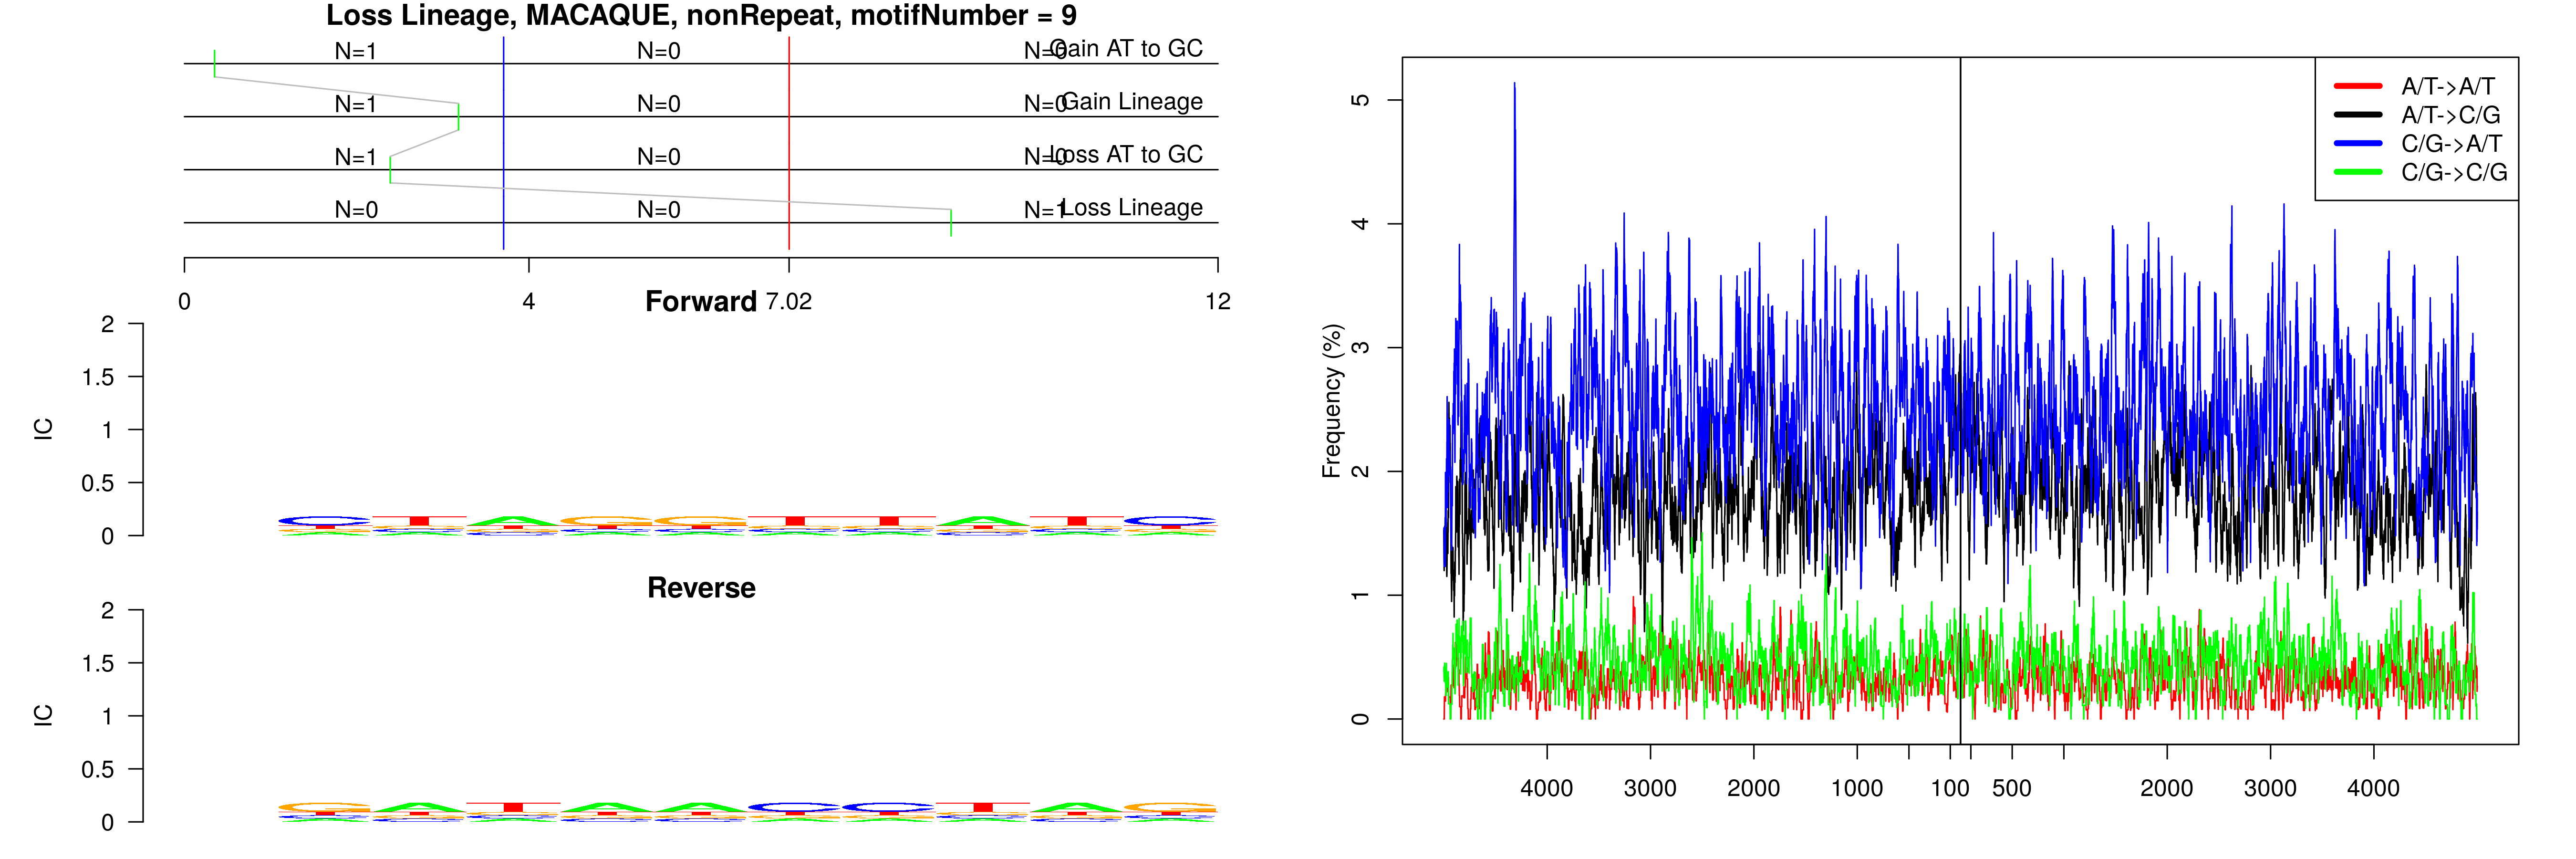 Loss Lineage, MACAQUE, nonRepeat, motifNumber = 9
N=1 N=0 N=0 Gain AT to GC
N=1 N=0 N=0 Gain Lineage
N=1 N=0 N=0 Loss AT to GC
N=0 N=0 N=1 Loss Lineage
0 4 7.02 12
Forward
2
1.5
1
0.5
0
IC
CTAGGTTATC
Reverse
2
1.5
1
0.5
0
IC
GATAACCTAG
A/T->A/T
A/T->C/G
C/G->A/T
C/G->C/G
5
4
3
2
1
0
Frequency (%)
4000 3000 2000 1000 100 500 2000 3000 4000